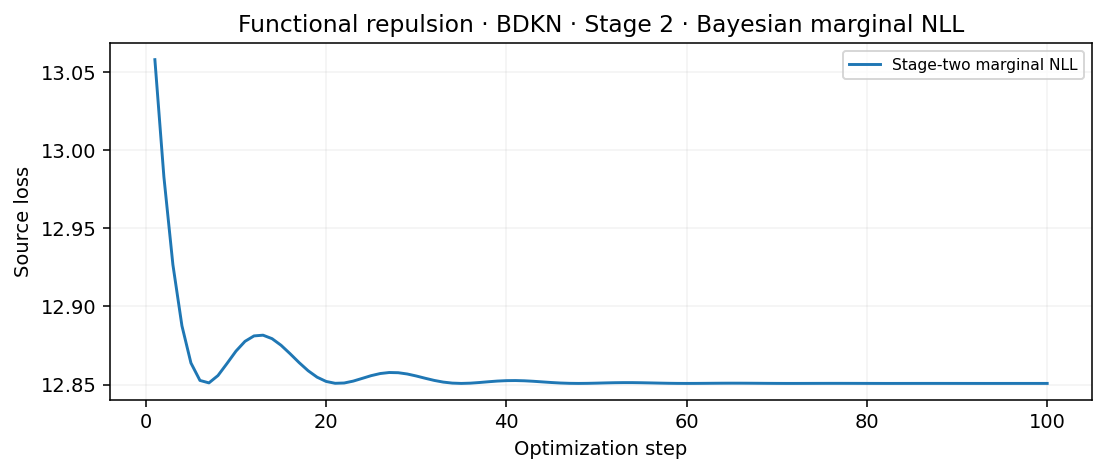 Functional repulsion · BDKN · Stage 2 · Bayesian marginal NLL
Stage-two marginal NLL
Source loss
13.05
13.00
12.95
12.90
12.85
0 20 40 60 80 100
Optimization step